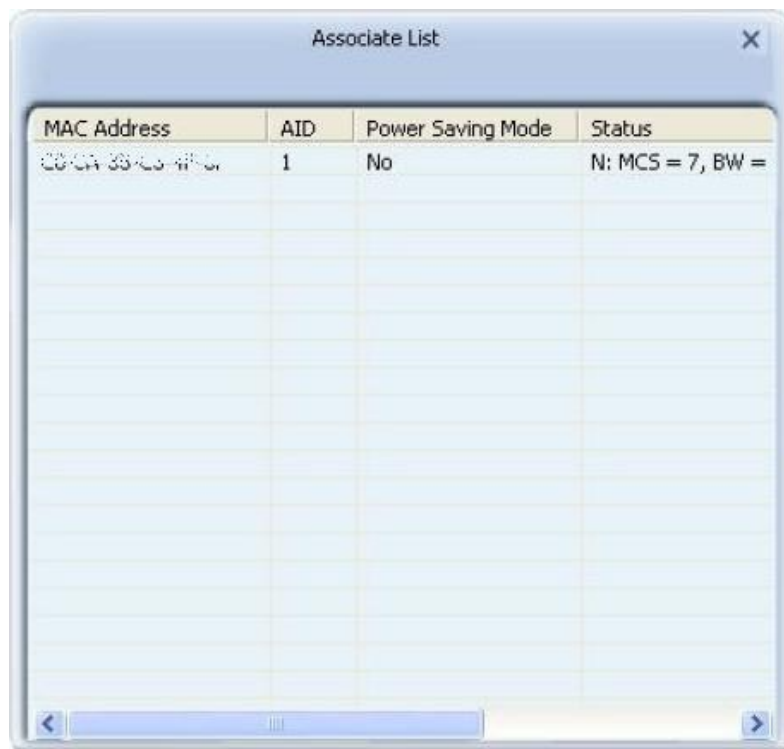 Associate List
MAC Address AID Power Saving Mode Status
1 No N: MCS = 7, BW =